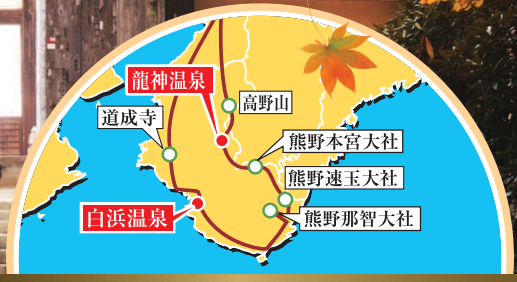 龍神温泉
高野山
道成寺
熊野本宮大社
熊野速玉大社
白浜温泉
熊野那智大社